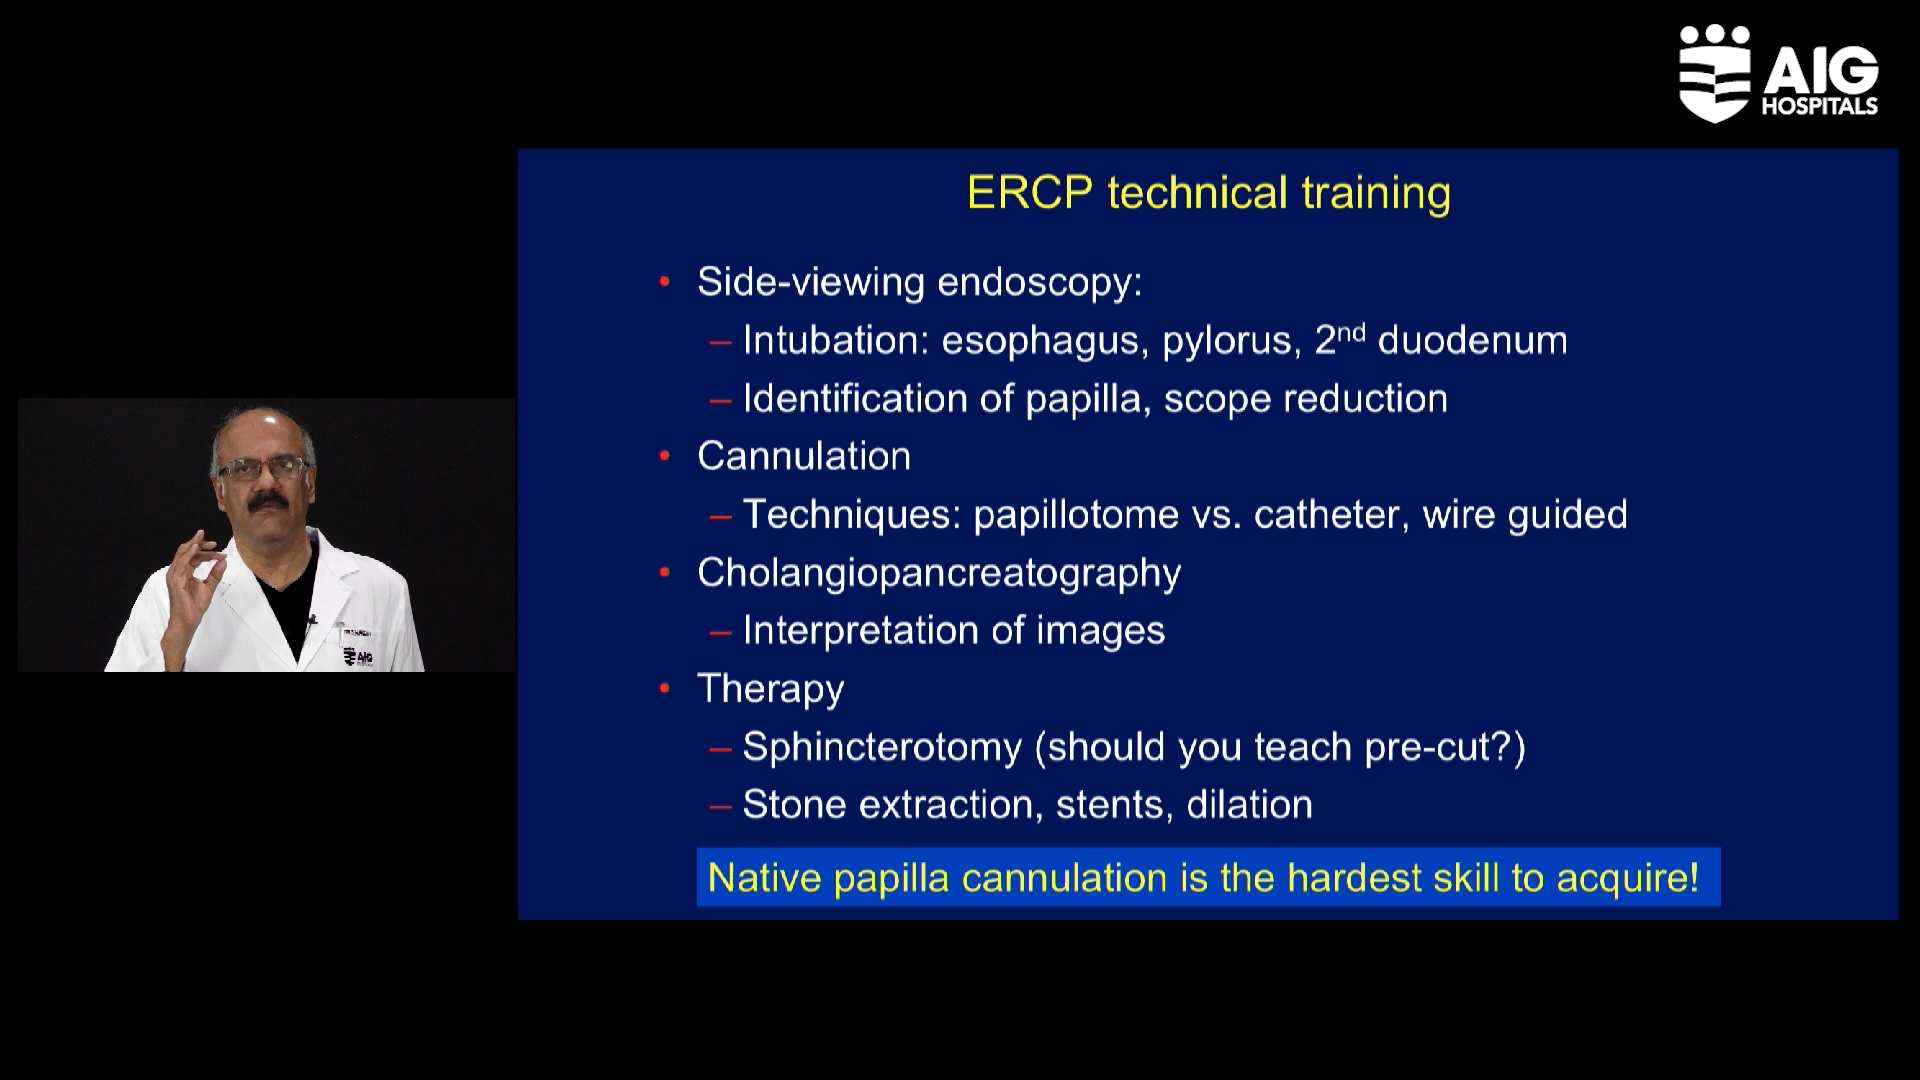 AIG
HOSPITALS
ERCP technical training
• Side-viewing endoscopy:
– Intubation: esophagus, pylorus, 2nd duodenum
– Identification of papilla, scope reduction
• Cannulation
– Techniques: papillotome vs. catheter, wire guided
• Cholangiopancreatography
– Interpretation of images
• Therapy
– Sphincterotomy (should you teach pre-cut?)
– Stone extraction, stents, dilation
Native papilla cannulation is the hardest skill to acquire!
AIG